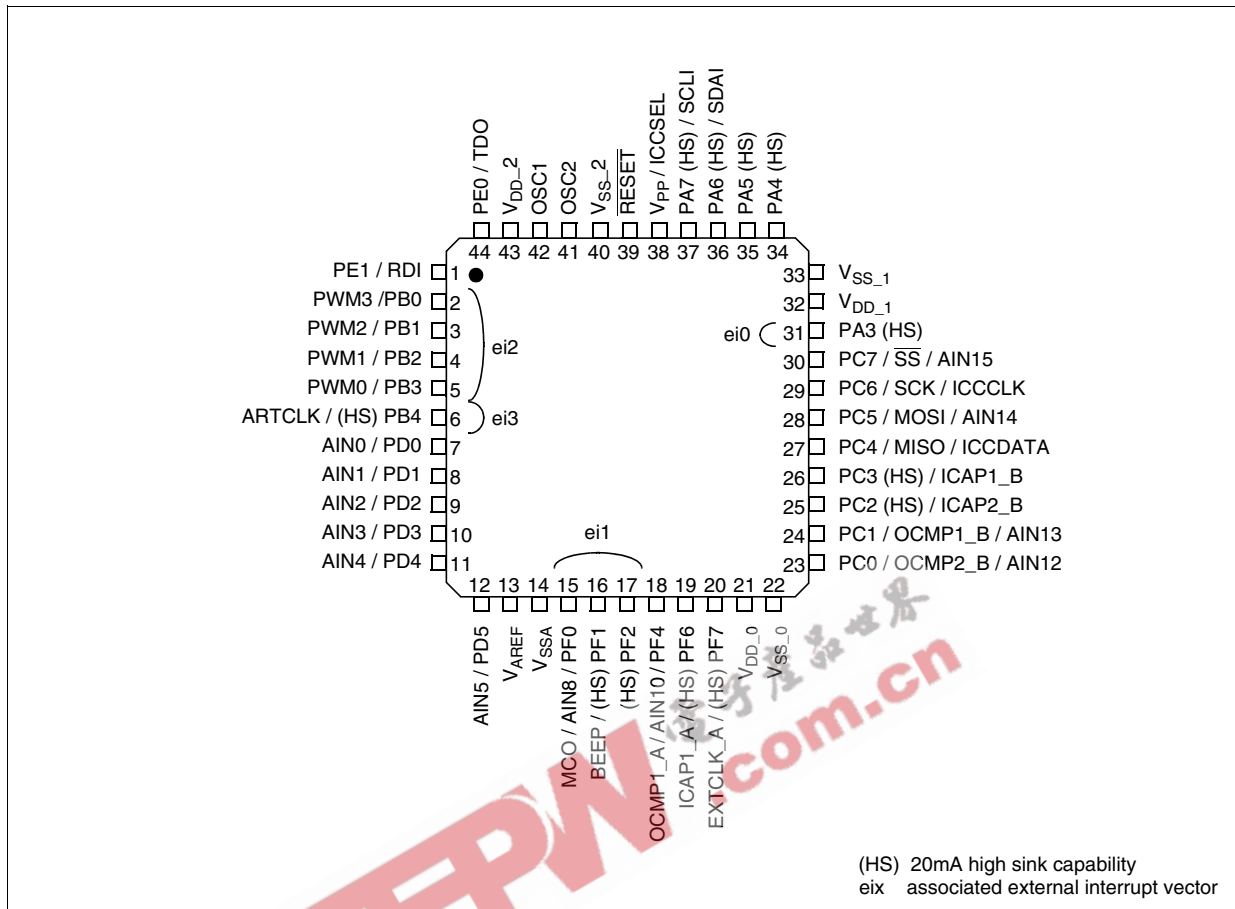 PE0 / TDO
VDD_2
OSC1
OSC2
VSS_2
RESET
VPP / ICCSEL
PA7 (HS) / SCLI
PA6 (HS) / SDAI
PA5 (HS)
PA4 (HS)
44 43 42 41 40 39 38 37 36 35 34
PE1 / RDI 1
PWM3 /PB0 2
PWM2 / PB1 3
PWM1 / PB2 4
PWM0 / PB3 5
ARTCLK / (HS) PB4 6
AIN0 / PD0 7
AIN1 / PD1 8
AIN2 / PD2 9
AIN3 / PD3 10
AIN4 / PD4 11
ei2
ei3
ei0
ei1
33 VSS_1
32 VDD_1
31 PA3 (HS)
30 PC7 / SS / AIN15
29 PC6 / SCK / ICCCLK
28 PC5 / MOSI / AIN14
27 PC4 / MISO / ICCDATA
26 PC3 (HS) / ICAP1_B
25 PC2 (HS) / ICAP2_B
24 PC1 / OCMP1_B / AIN13
23 PC0 / OCMP2_B / AIN12
12 13 14 15 16 17 18 19 20 21 22
AIN5 / PD5
VAREF
VSSA
MCO / AIN8 / PF0
BEEP / (HS) PF1
(HS) PF2
OCMP1_A / AIN10 / PF4
ICAP1_A / (HS) PF6
EXTCLK_A / (HS) PF7
VDD_0
VSS_0
電子產品世界
EEPW .com.cn
(HS) 20mA high sink capability
eix associated external interrupt vector